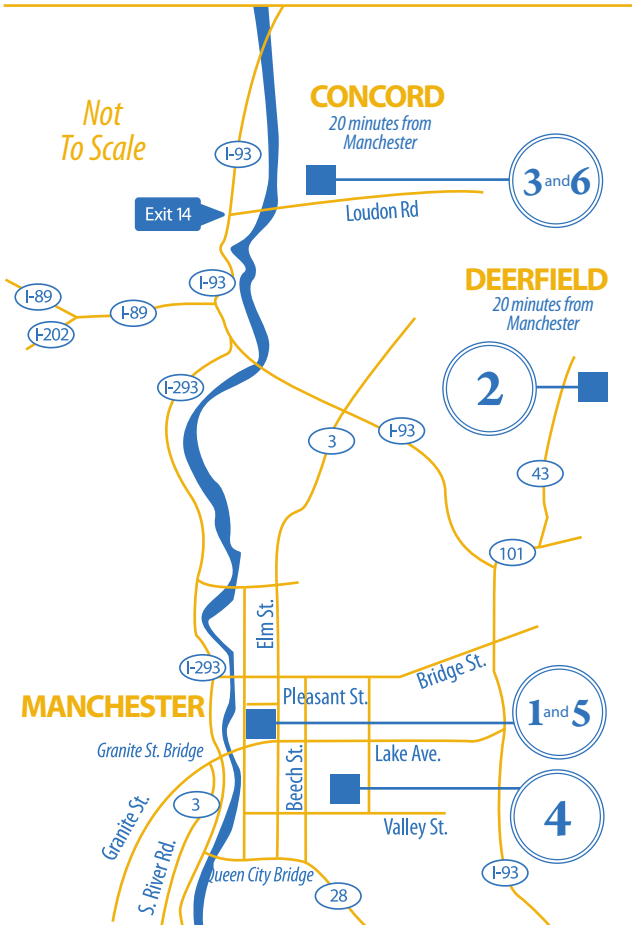 Not
To Scale
CONCORD
20 minutes from
Manchester
I-93
3 and 6
Exit 14
Loudon Rd
DEERFIELD
20 minutes from
Manchester
I-93
I-89
I-89
I-202
2
I-293
I-93
3
43
101
Elm St.
Bridge St.
I-293
Pleasant St.
MANCHESTER
1 and 5
Granite St. Bridge
Lake Ave.
Beech St.
3
Granite St.
4
Valley St.
S. River Rd.
Queen City Bridge
I-93
28